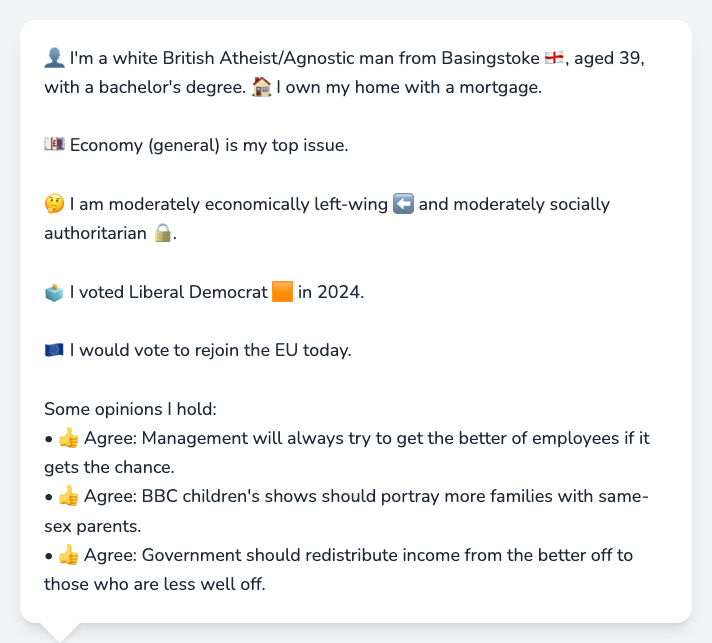 👤 I'm a white British Atheist/Agnostic man from Basingstoke 🏴󠁧󠁢󠁥󠁮󠁧󠁿, aged 39,
with a bachelor's degree. 🏠 I own my home with a mortgage.
💷 Economy (general) is my top issue.
🤔 I am moderately economically left-wing ⬅️ and moderately socially
authoritarian 🔒.
🗳️ I voted Liberal Democrat 🟧 in 2024.
🇪🇺 I would vote to rejoin the EU today.
Some opinions I hold:
• 👍 Agree: Management will always try to get the better of employees if it
gets the chance.
• 👍 Agree: BBC children's shows should portray more families with same-
sex parents.
• 👍 Agree: Government should redistribute income from the better off to
those who are less well off.